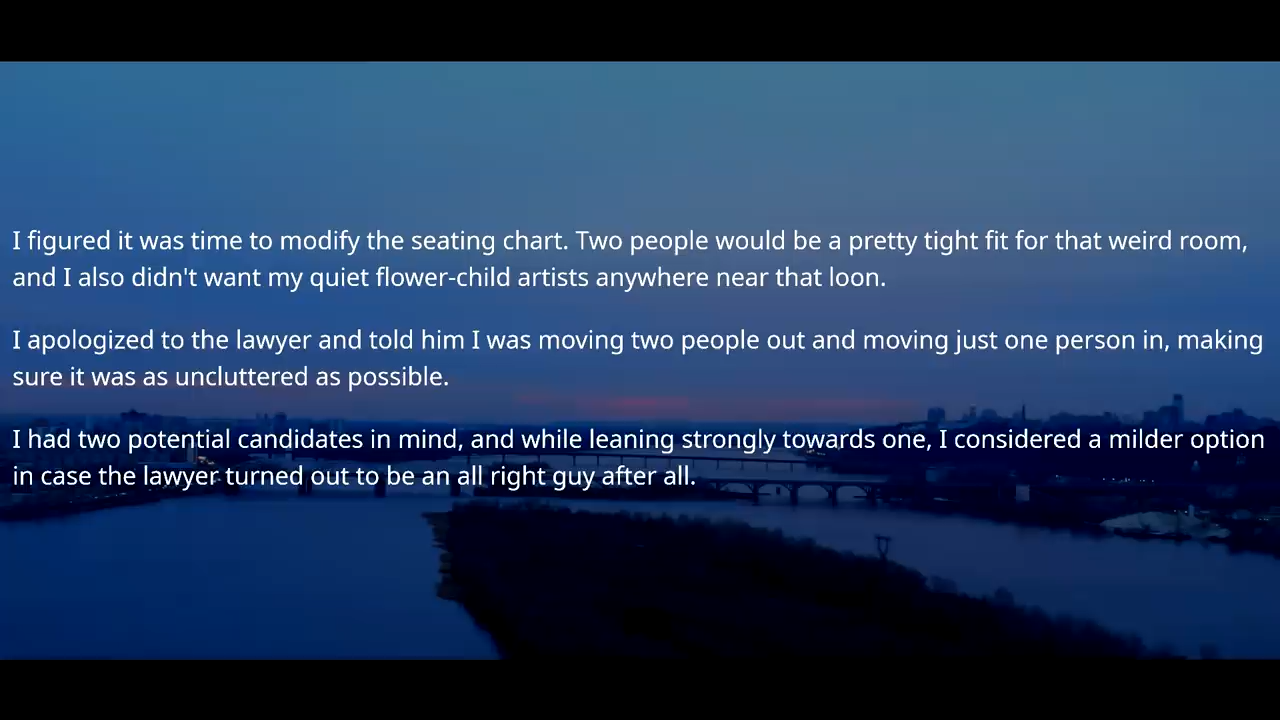 I figured it was time to modify the seating chart. Two people would be a pretty tight fit for that weird room,
and I also didn't want my quiet flower-child artists anywhere near that loon.
I apologized to the lawyer and told him I was moving two people out and moving just one person in, making
sure it was as uncluttered as possible.
I had two potential candidates in mind, and while leaning strongly towards one, I considered a milder option
in case the lawyer turned out to be an all right guy after all.